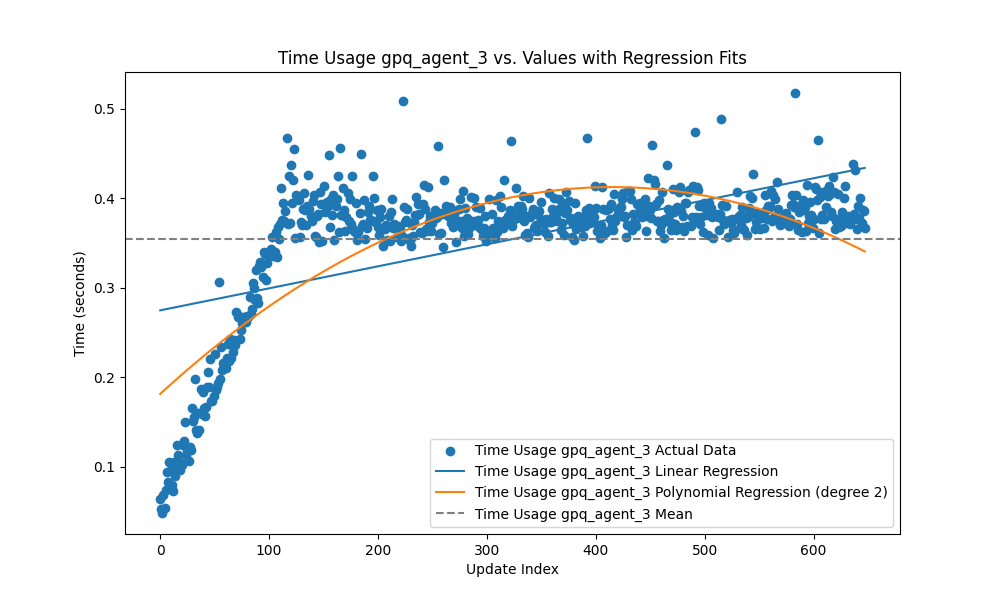 Time Usage gpq_agent_3 vs. Values with Regression Fits
Time (seconds)
0.5
0.4
0.3
0.2
0.1
0
100
200
300
400
500
600
Update Index
Time Usage gpq_agent_3 Actual Data
Time Usage gpq_agent_3 Linear Regression
Time Usage gpq_agent_3 Polynomial Regression (degree 2)
Time Usage gpq_agent_3 Mean